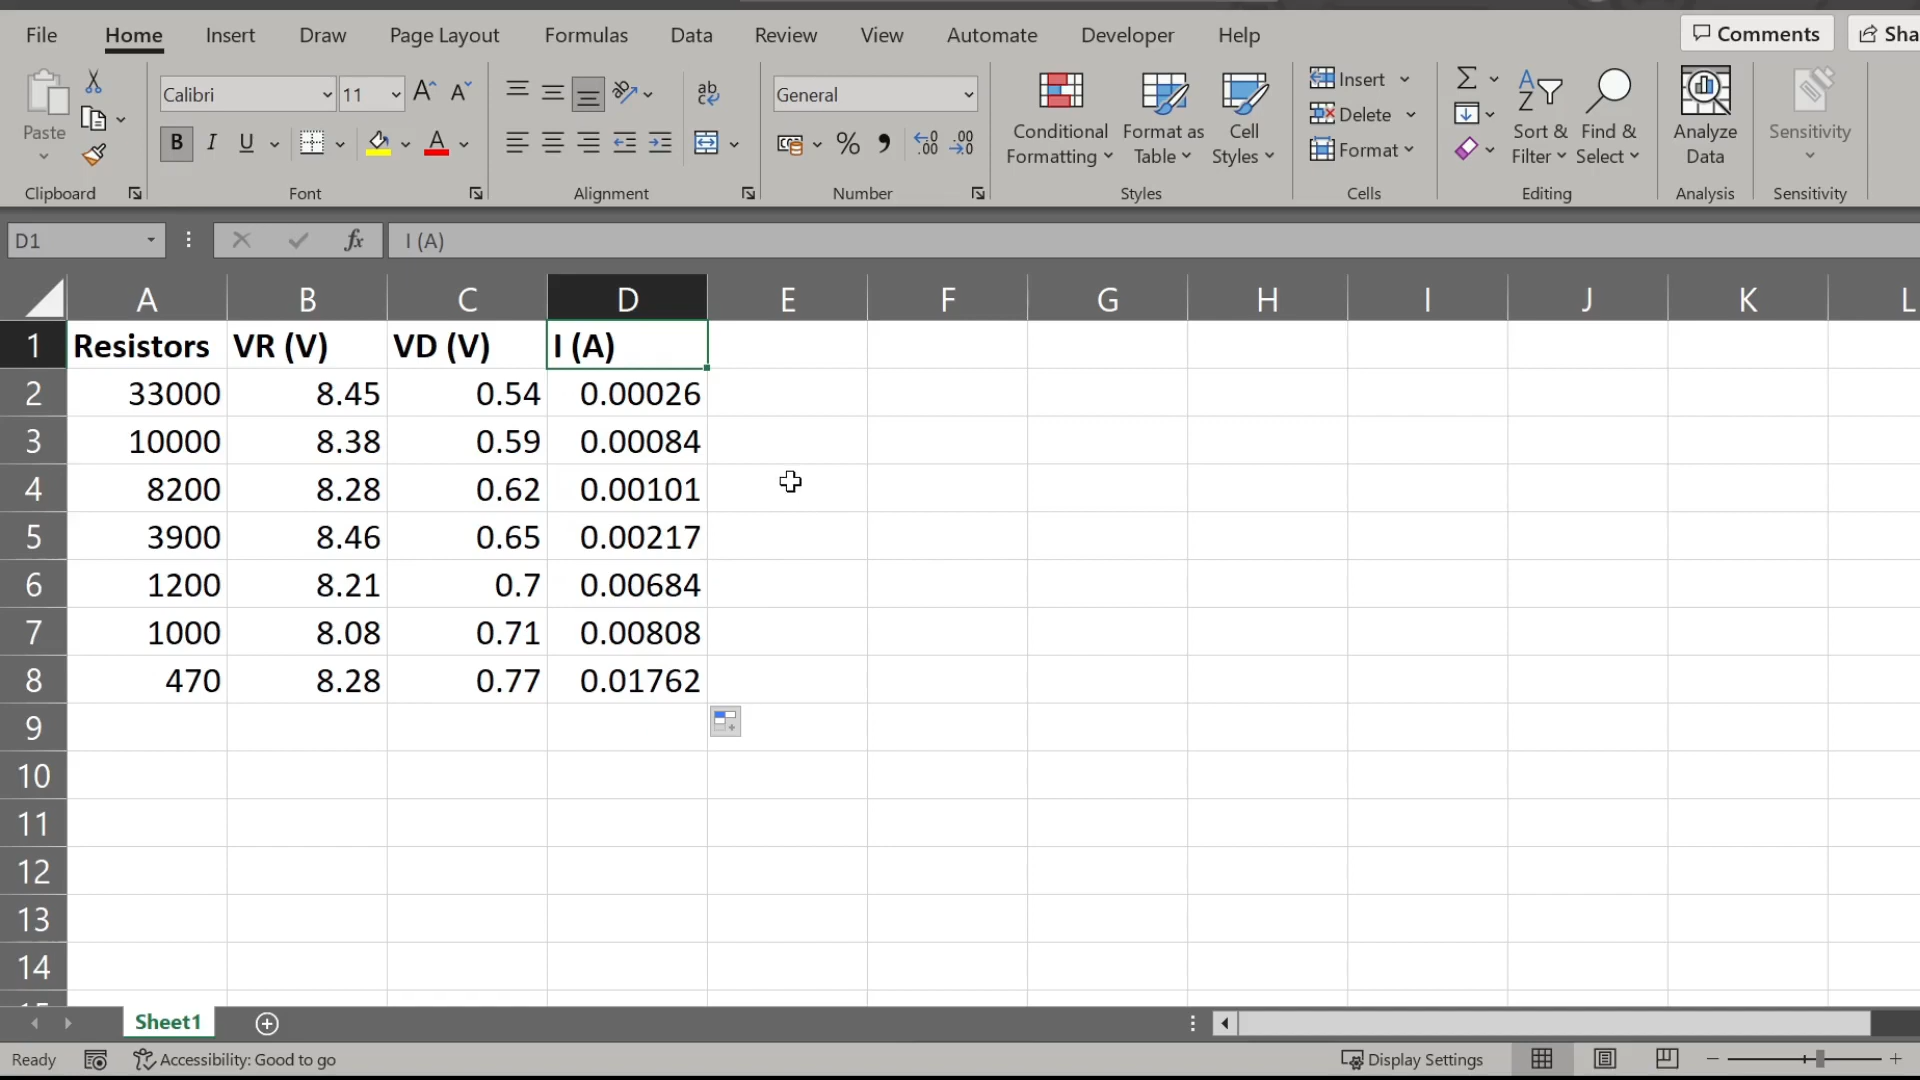 File Home Insert Draw Page Layout Formulas Data Review View Automate Developer Help Comments Sha
Paste
Clipboard
Calibri 11
B I U
Font
ab
Alignment
General
% 9 .00 .00
Number
Conditional Formatting
Format as Table
Cell Styles
Styles
Insert
Delete
Format
Cells
Sort & Filter
Find & Select
Editing
Analyze Data
Analysis
Sensitivity
Sensitivity
D1 fx I (A)
A B C D E F G H I J K L
1 Resistors VR (V) VD (V) I (A)
2 33000 8.45 0.54 0.00026
3 10000 8.38 0.59 0.00084
4 8200 8.28 0.62 0.00101
5 3900 8.46 0.65 0.00217
6 1200 8.21 0.7 0.00684
7 1000 8.08 0.71 0.00808
8 470 8.28 0.77 0.01762
9
10
11
12
13
14
Sheet1
Ready Accessibility: Good to go Display Settings